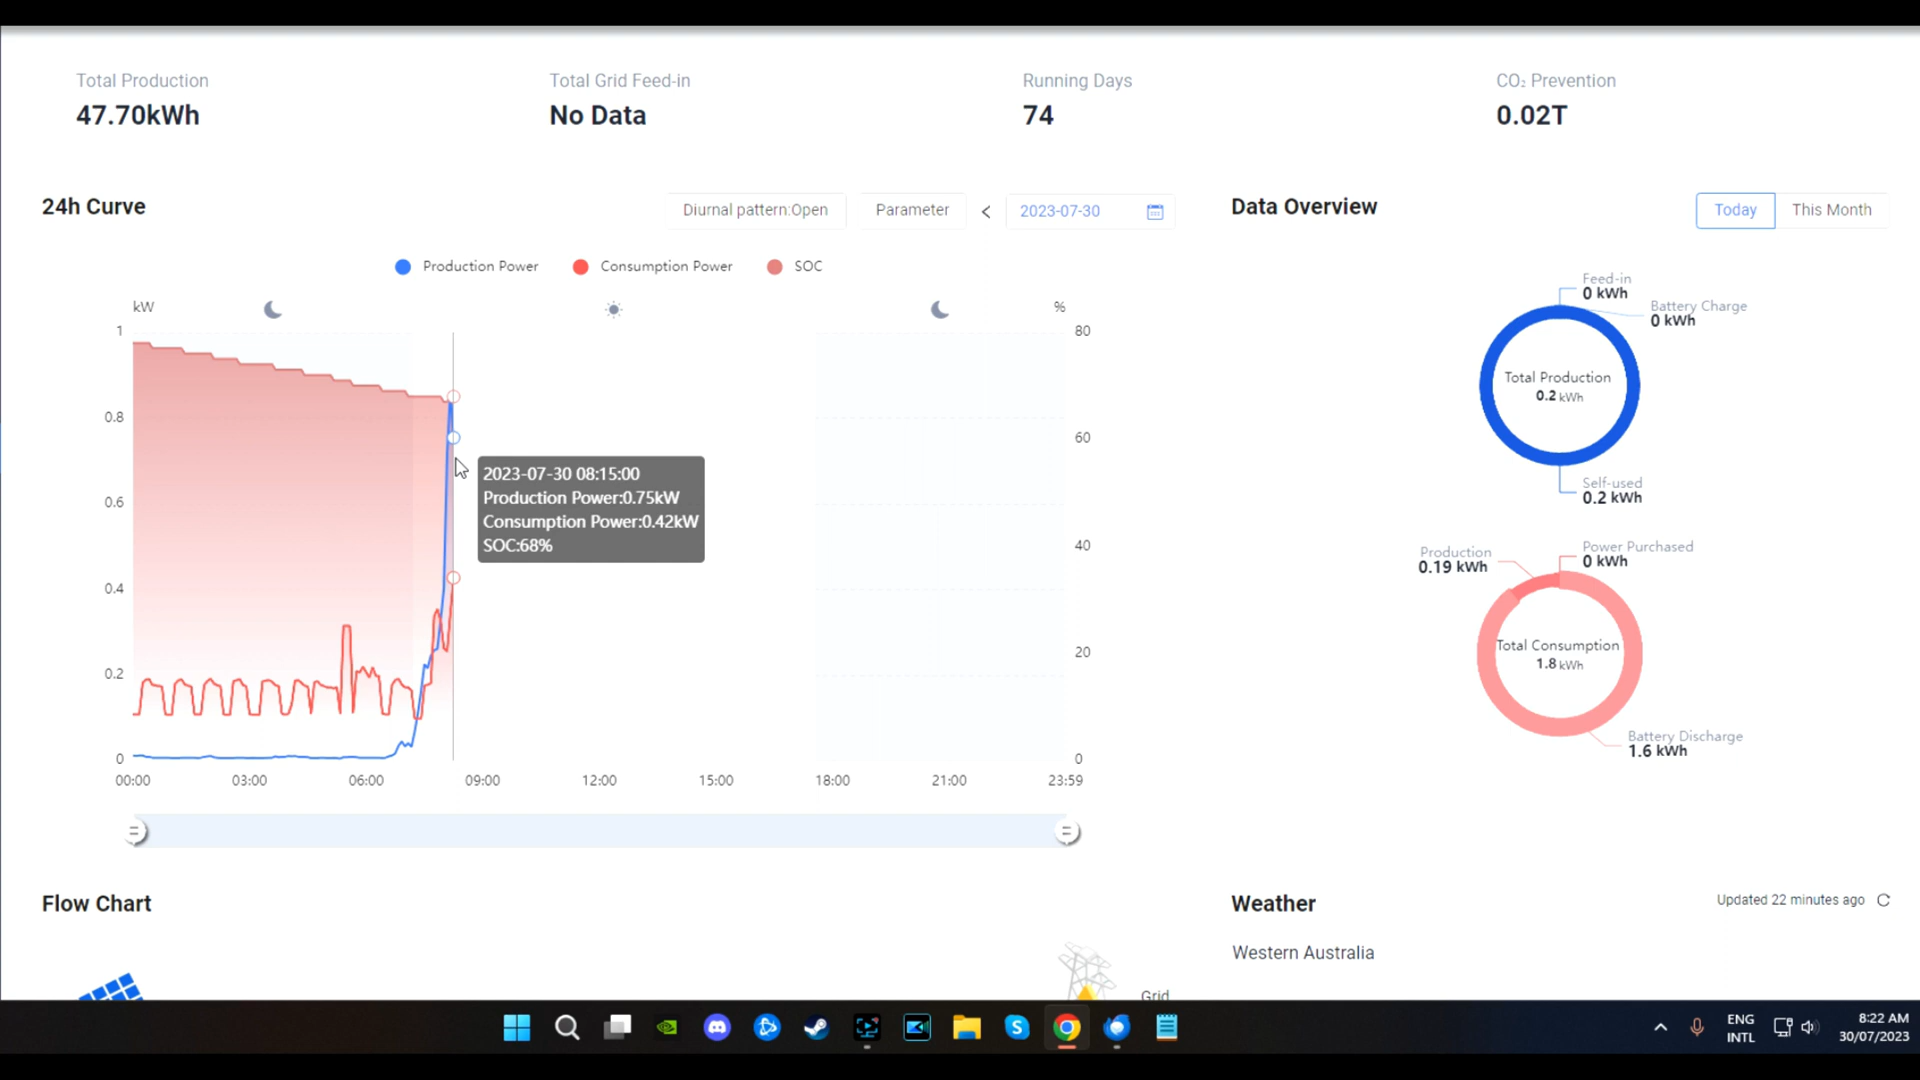 Total Production
47.70kWh
Total Grid Feed-in
No Data
Running Days
74
CO₂ Prevention
0.02T
24h Curve
Diurnal pattern:Open
Parameter
<
2023-07-30
Data Overview
Today
This Month
Production Power
Consumption Power
SOC
kW
%
1
0.8
0.6
0.4
0.2
0
80
60
40
20
0
00:00
03:00
06:00
09:00
12:00
15:00
18:00
21:00
23:59
2023-07-30 08:15:00
Production Power:0.75kW
Consumption Power:0.42kW
SOC:68%
Feed-in
0 kWh
Battery Charge
0 kWh
Total Production
0.2 kWh
Self-used
0.2 kWh
Production
0.19 kWh
Power Purchased
0 kWh
Total Consumption
1.8 kWh
Battery Discharge
1.6 kWh
Flow Chart
Grid
Weather
Updated 22 minutes ago
Western Australia
ENG
INTL
8:22 AM
30/07/2023